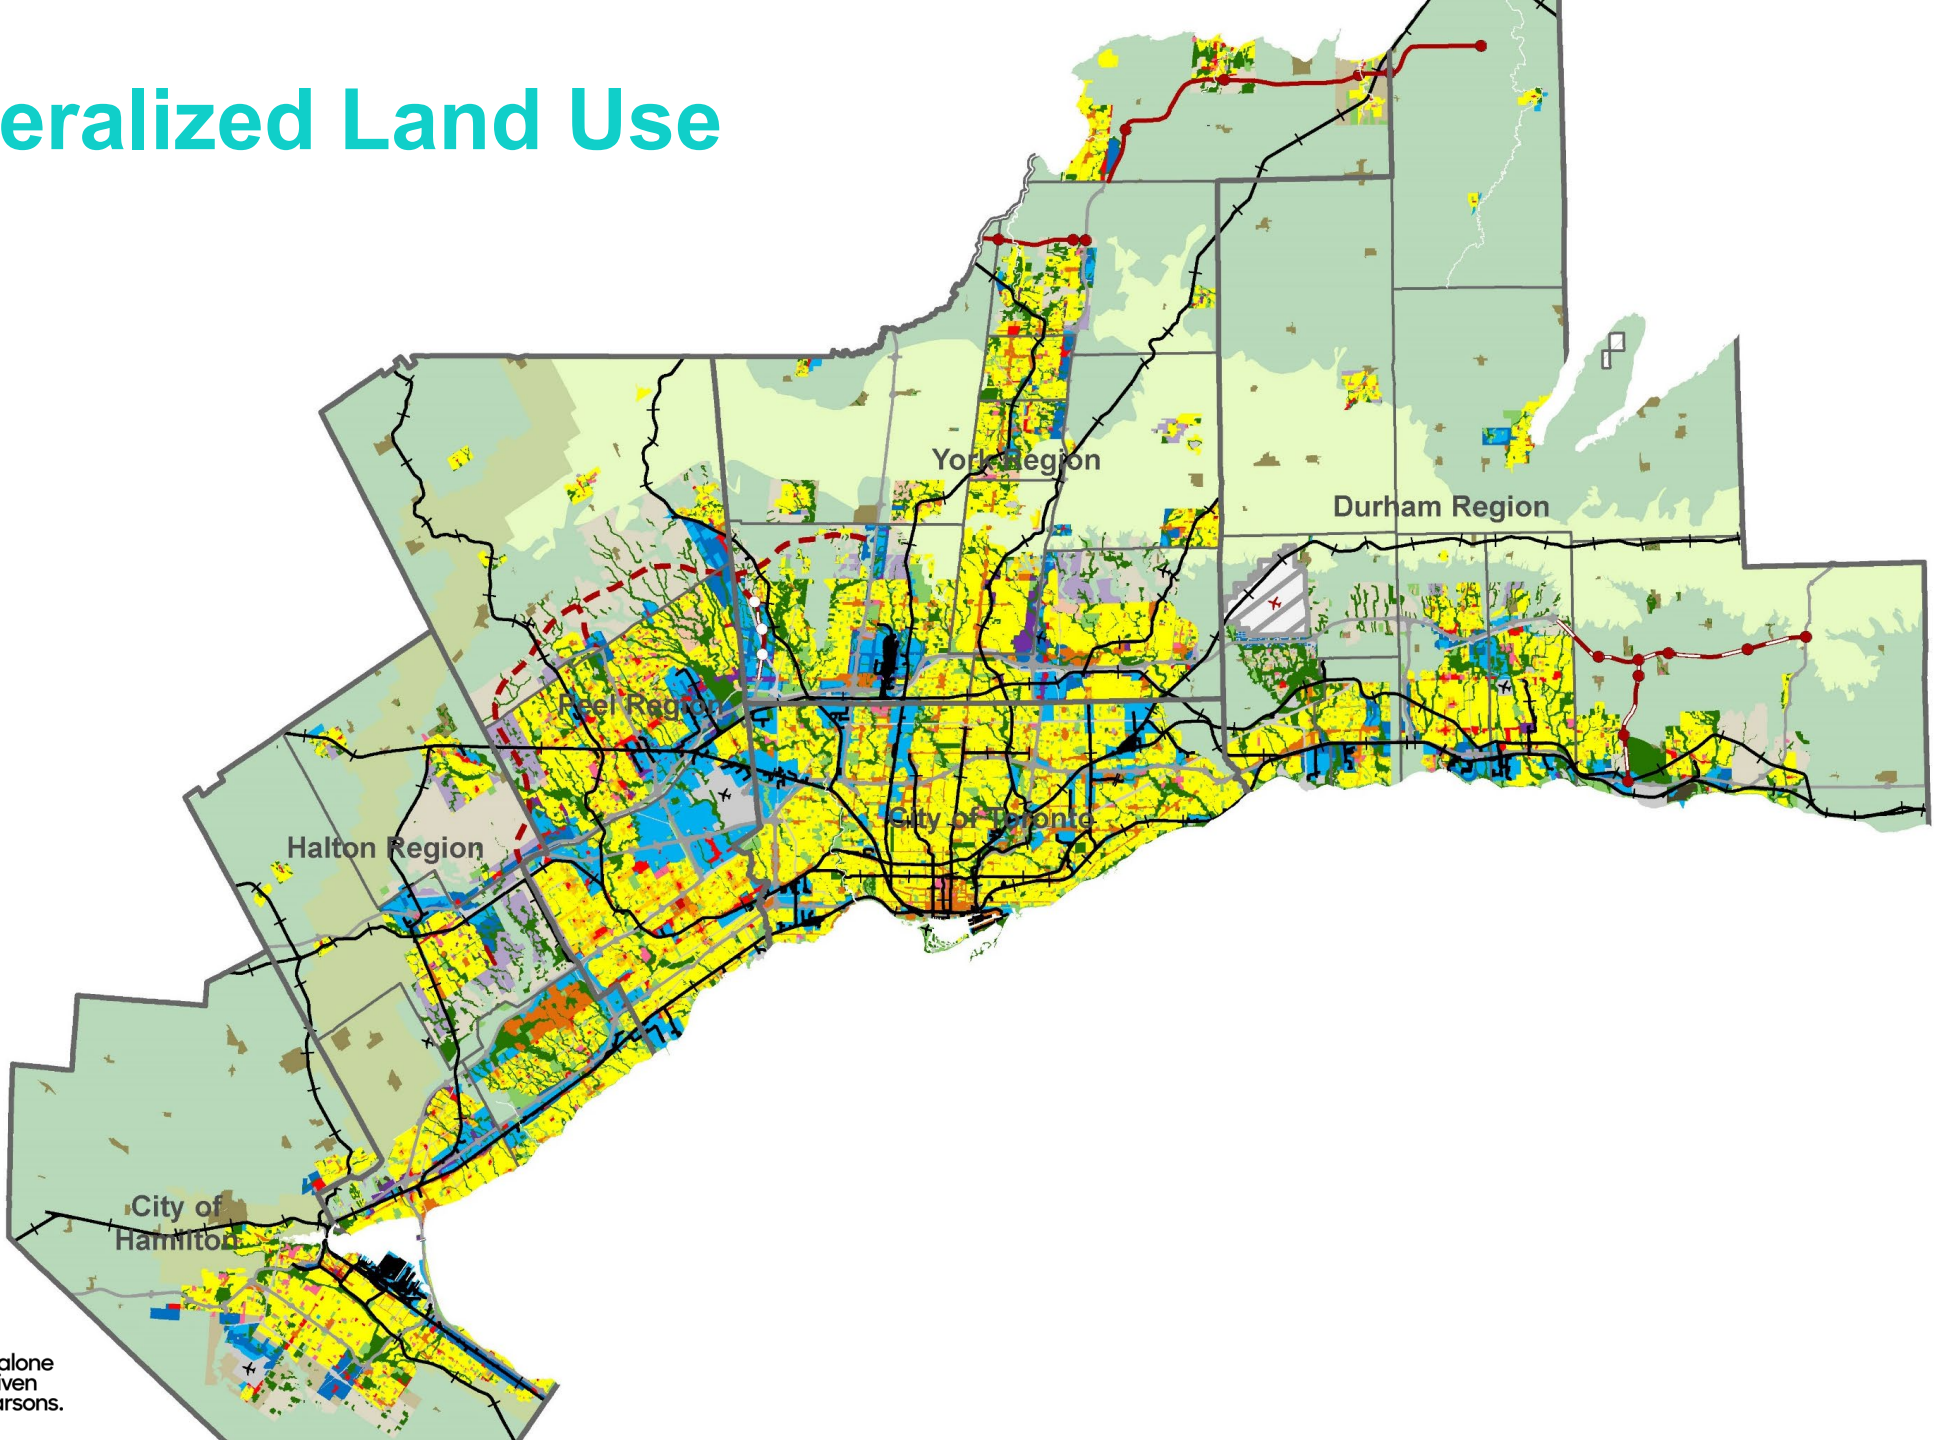 eralized Land Use
York Region
Durham Region
Peel Region
City of Toronto
Halton Region
City of
Hamilton
alone
iven
arsons.